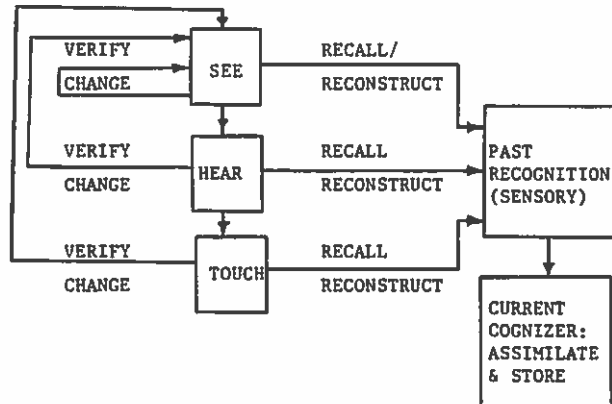 VERIFY
CHANGE
SEE
RECALL/
RECONSTRUCT
VERIFY
CHANGE
HEAR
RECALL
RECONSTRUCT
VERIFY
CHANGE
TOUCH
RECALL
RECONSTRUCT
PAST
RECOGNITION
(SENSORY)
CURRENT
COGNIZER:
ASSIMILATE
& STORE